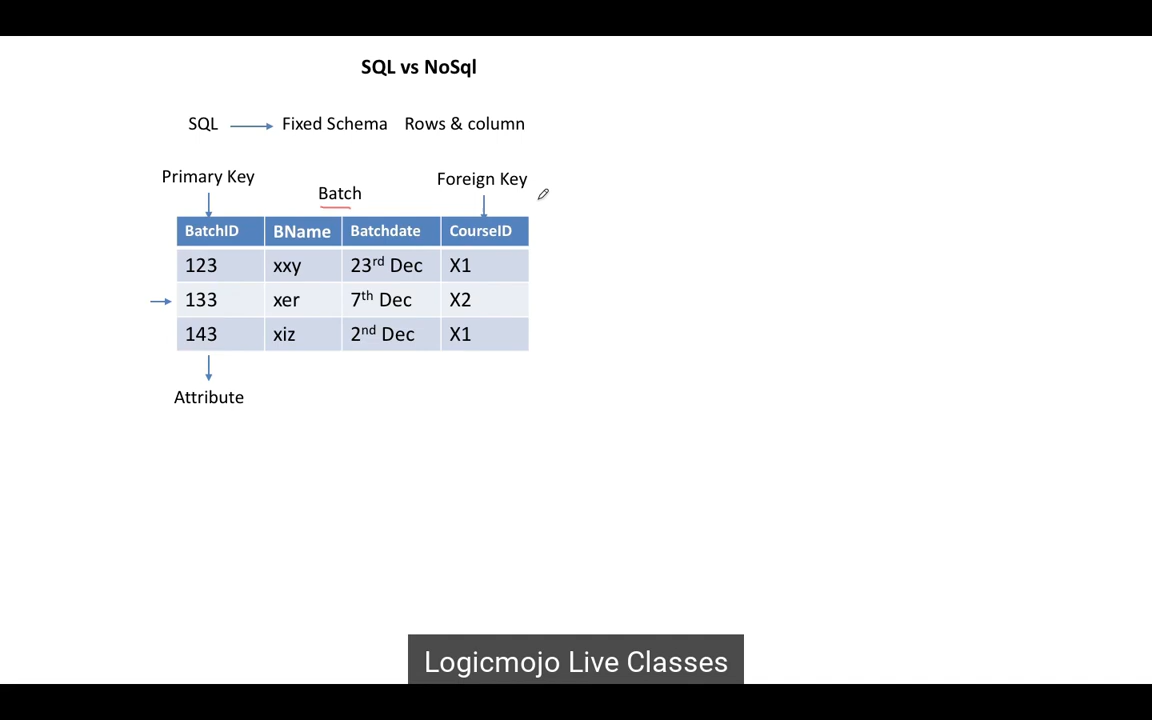 SQL vs NoSql
SQL Fixed Schema Rows & column
Primary Key
Batch
Foreign Key
BatchID BName Batchdate CourseID
123 xxy 23rd Dec X1
133 xer 7th Dec X2
143 xiz 2nd Dec X1
Attribute
Logicmojo Live Classes